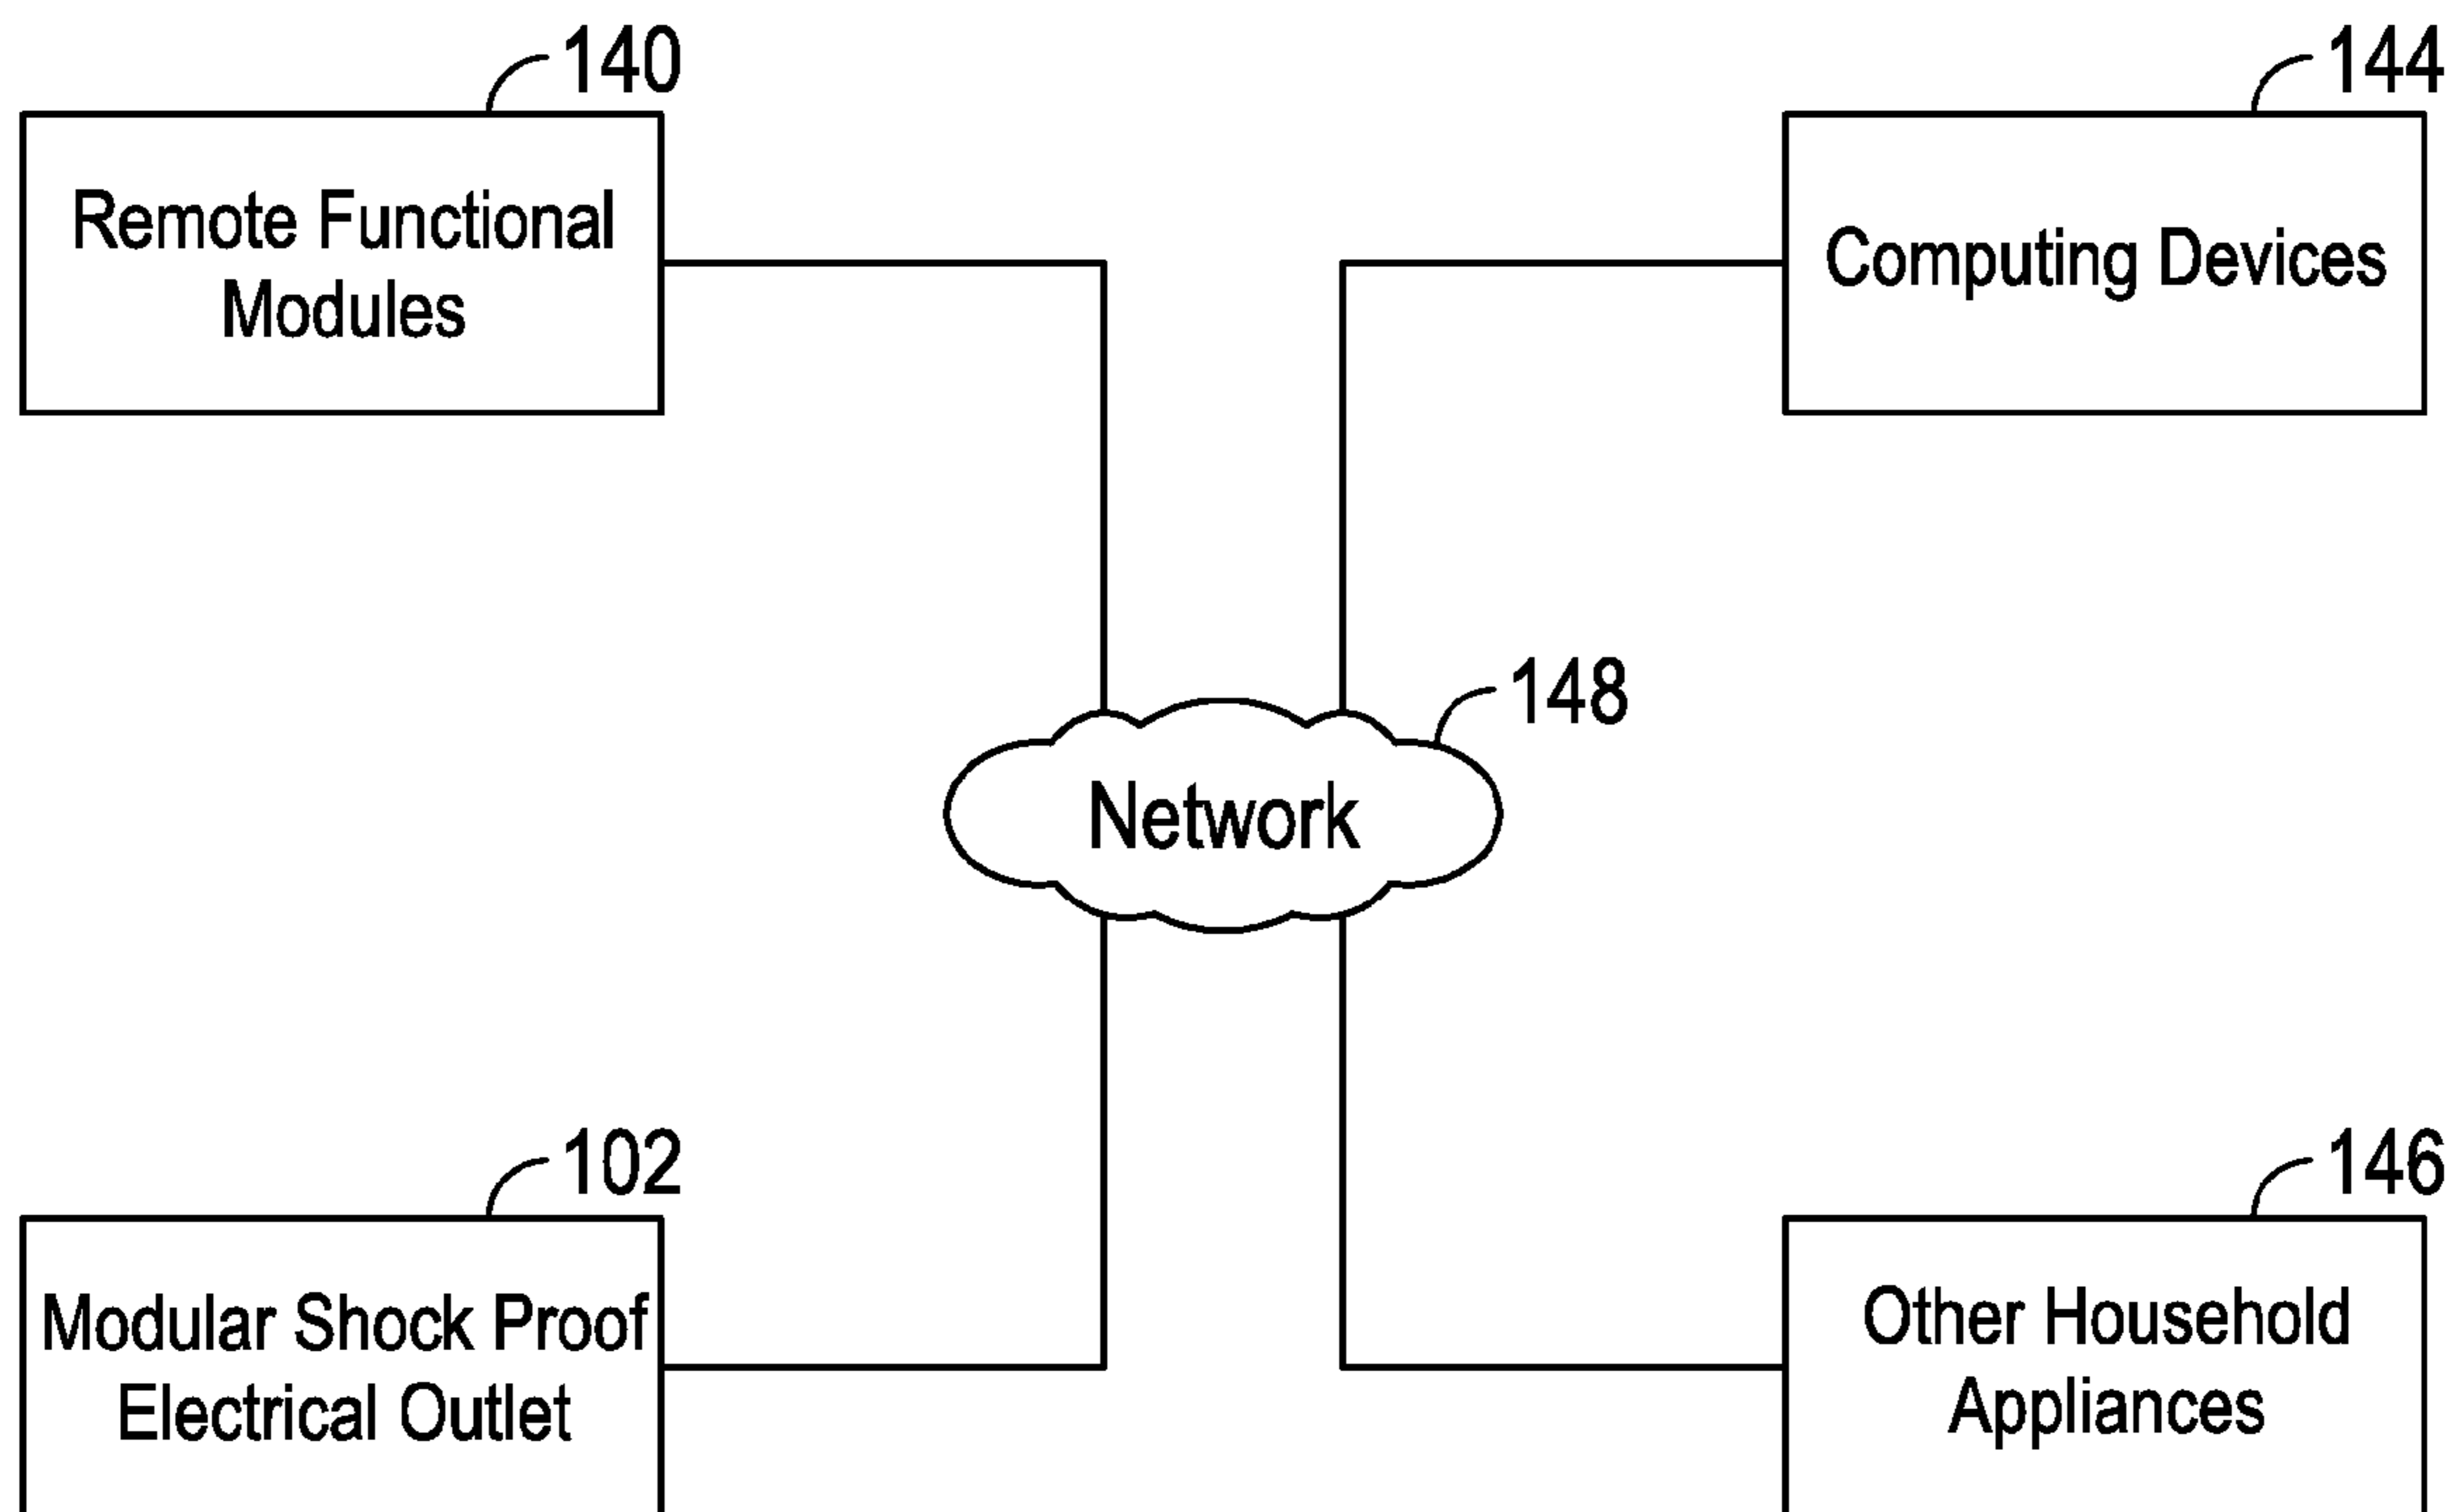 140
Remote Functional
Modules
144
Computing Devices
148
Network
102
Modular Shock Proof
Electrical Outlet
146
Other Household
Appliances